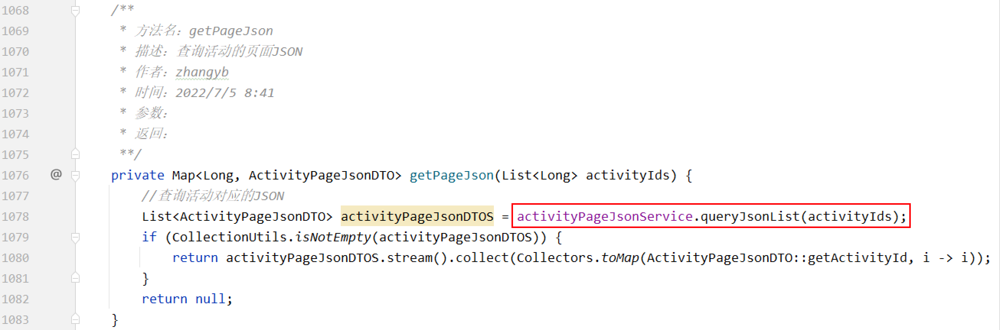 1068 /**
1069 * 方法名：getPageJson
1070 * 描述：查询活动的页面JSON
1071 * 作者：zhangyb
1072 * 时间：2022/7/5 8:41
1073 * 参数：
1074 * 返回：
1075 **/
1076 @ private Map<Long, ActivityPageJsonDTO> getPageJson(List<Long> activityIds) {
1077 //查询活动对应的JSON
1078 List<ActivityPageJsonDTO> activityPageJsonDTOS = activityPageJsonService.queryJsonList(activityIds);
1079 if (CollectionUtils.isNotEmpty(activityPageJsonDTOS)) {
1080 return activityPageJsonDTOS.stream().collect(Collectors.toMap(ActivityPageJsonDTO::getActivityId, i -> i));
1081 }
1082 return null;
1083 }